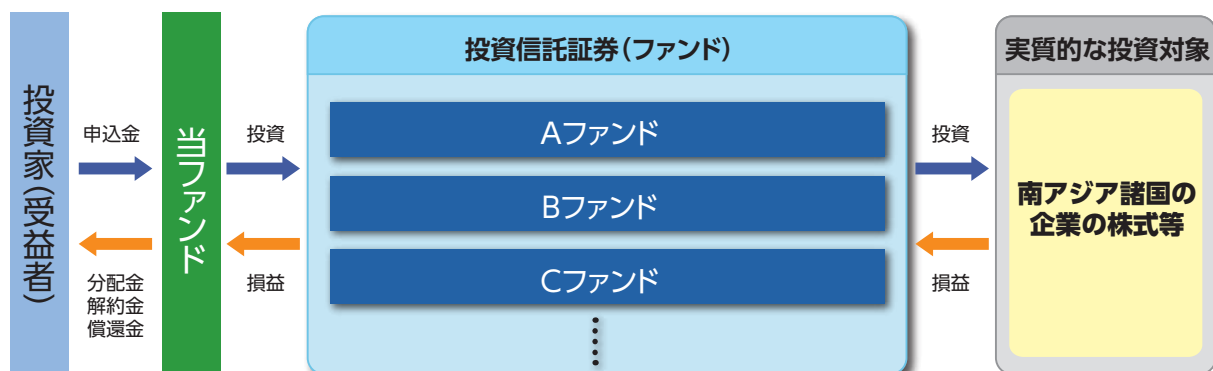 投資家(受益者)
申込金
分配金
解約金
償還金
当ファンド
投資
損益
投資信託証券(ファンド)
Aファンド
Bファンド
Cファンド
投資
損益
実質的な投資対象
南アジア諸国の
企業の株式等